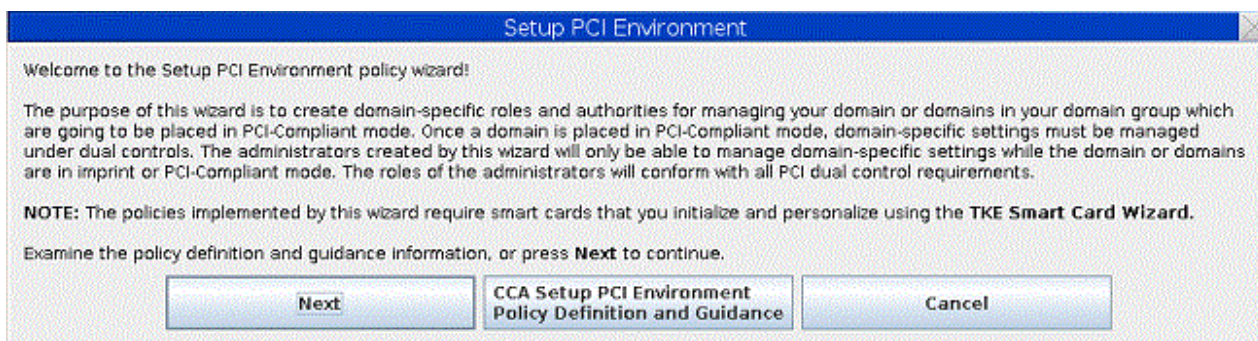 Setup PCI Environment
Welcome to the Setup PCI Environment policy wizard!
The purpose of this wizard is to create domain-specific roles and authorities for managing your domain or domains in your domain group which
are going to be placed in PCI-Compliant mode. Once a domain is placed in PCI-Compliant mode, domain-specific settings must be managed
under dual controls. The administrators created by this wizard will only be able to manage domain-specific settings while the domain or domains
are in imprint or PCI-Compliant mode. The roles of the administrators will conform with all PCI dual control requirements.
NOTE: The policies implemented by this wizard require smart cards that you initialize and personalize using the TKE Smart Card Wizard.
Examine the policy definition and guidance information, or press Next to continue.
Next
CCA Setup PCI Environment
Policy Definition and Guidance
Cancel